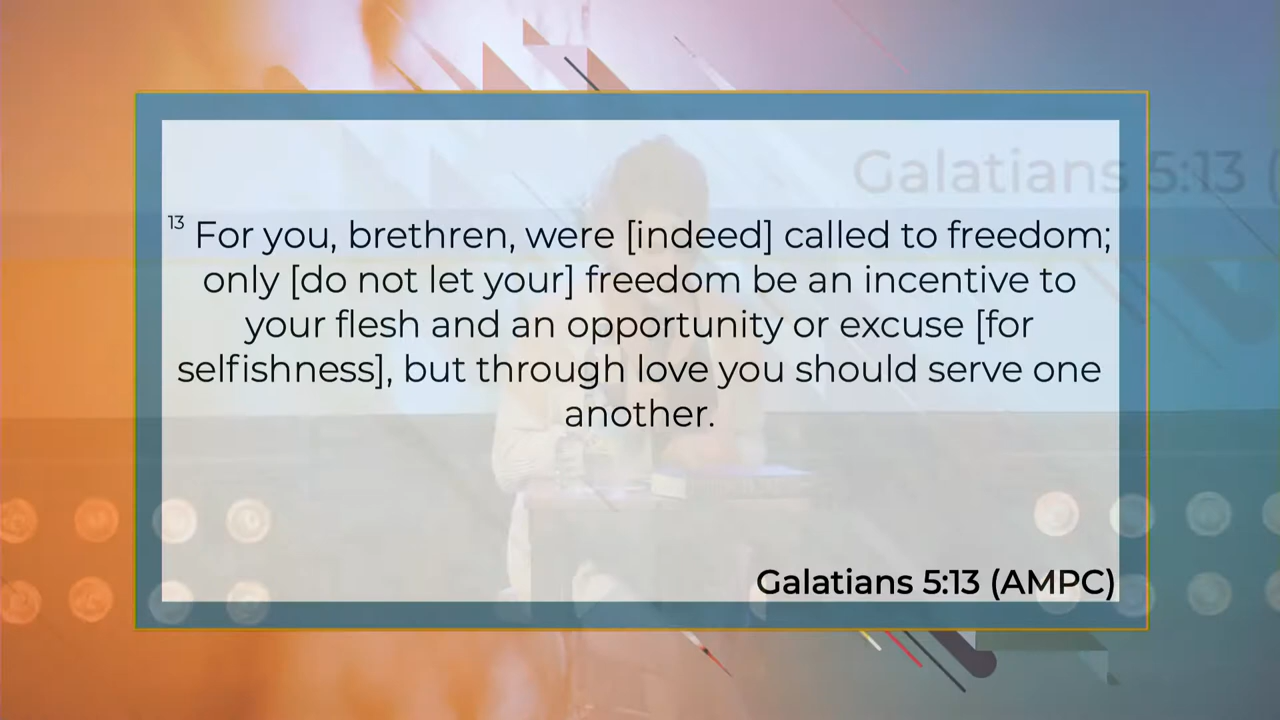 Galatians 5:13 (
13 For you, brethren, were [indeed] called to freedom;
only [do not let your] freedom be an incentive to
your flesh and an opportunity or excuse [for
selfishness], but through love you should serve one
another.
Galatians 5:13 (AMPC)